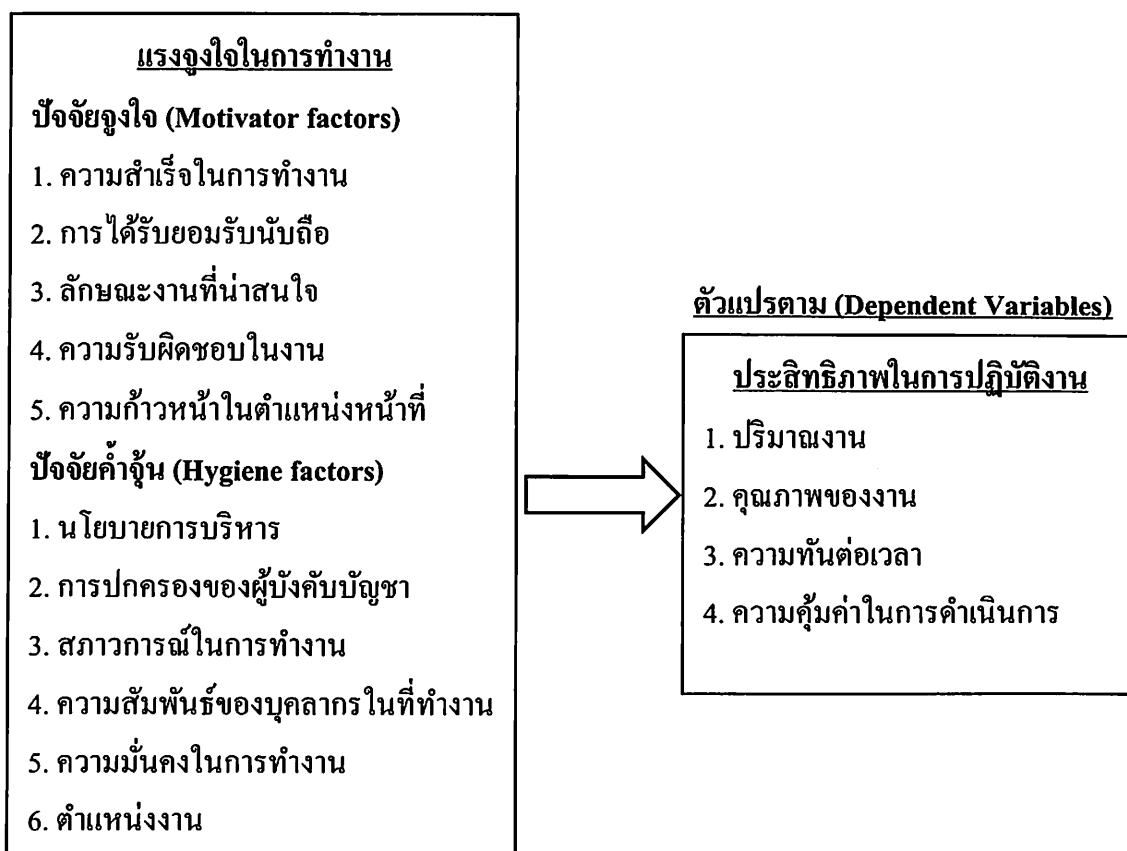 แรงจูงใจในการทำงาน
ปัจจัยจูงใจ (Motivator factors)
1. ความสำเร็จในการทำงาน
2. การได้รับยอมรับนับถือ
3. ลักษณะงานที่น่าสนใจ
4. ความรับผิดชอบในงาน
5. ความก้าวหน้าในตำแหน่งหน้าที่
ปัจจัยค้ำจุ้น (Hygiene factors)
1. นโยบายการบริหาร
2. การปกครองของผู้บังคับบัญชา
3. สภาวการณ์ในการทำงาน
4. ความสัมพันธ์ของบุคลากรในที่ทำงาน
5. ความมั่นคงในการทำงาน
6. ตำแหน่งงาน
ตัวแปรตาม (Dependent Variables)
ประสิทธิภาพในการปฏิบัติงาน
1. ปริมาณงาน
2. คุณภาพของงาน
3. ความทันต่อเวลา
4. ความคุ้มค่าในการดำเนินการ